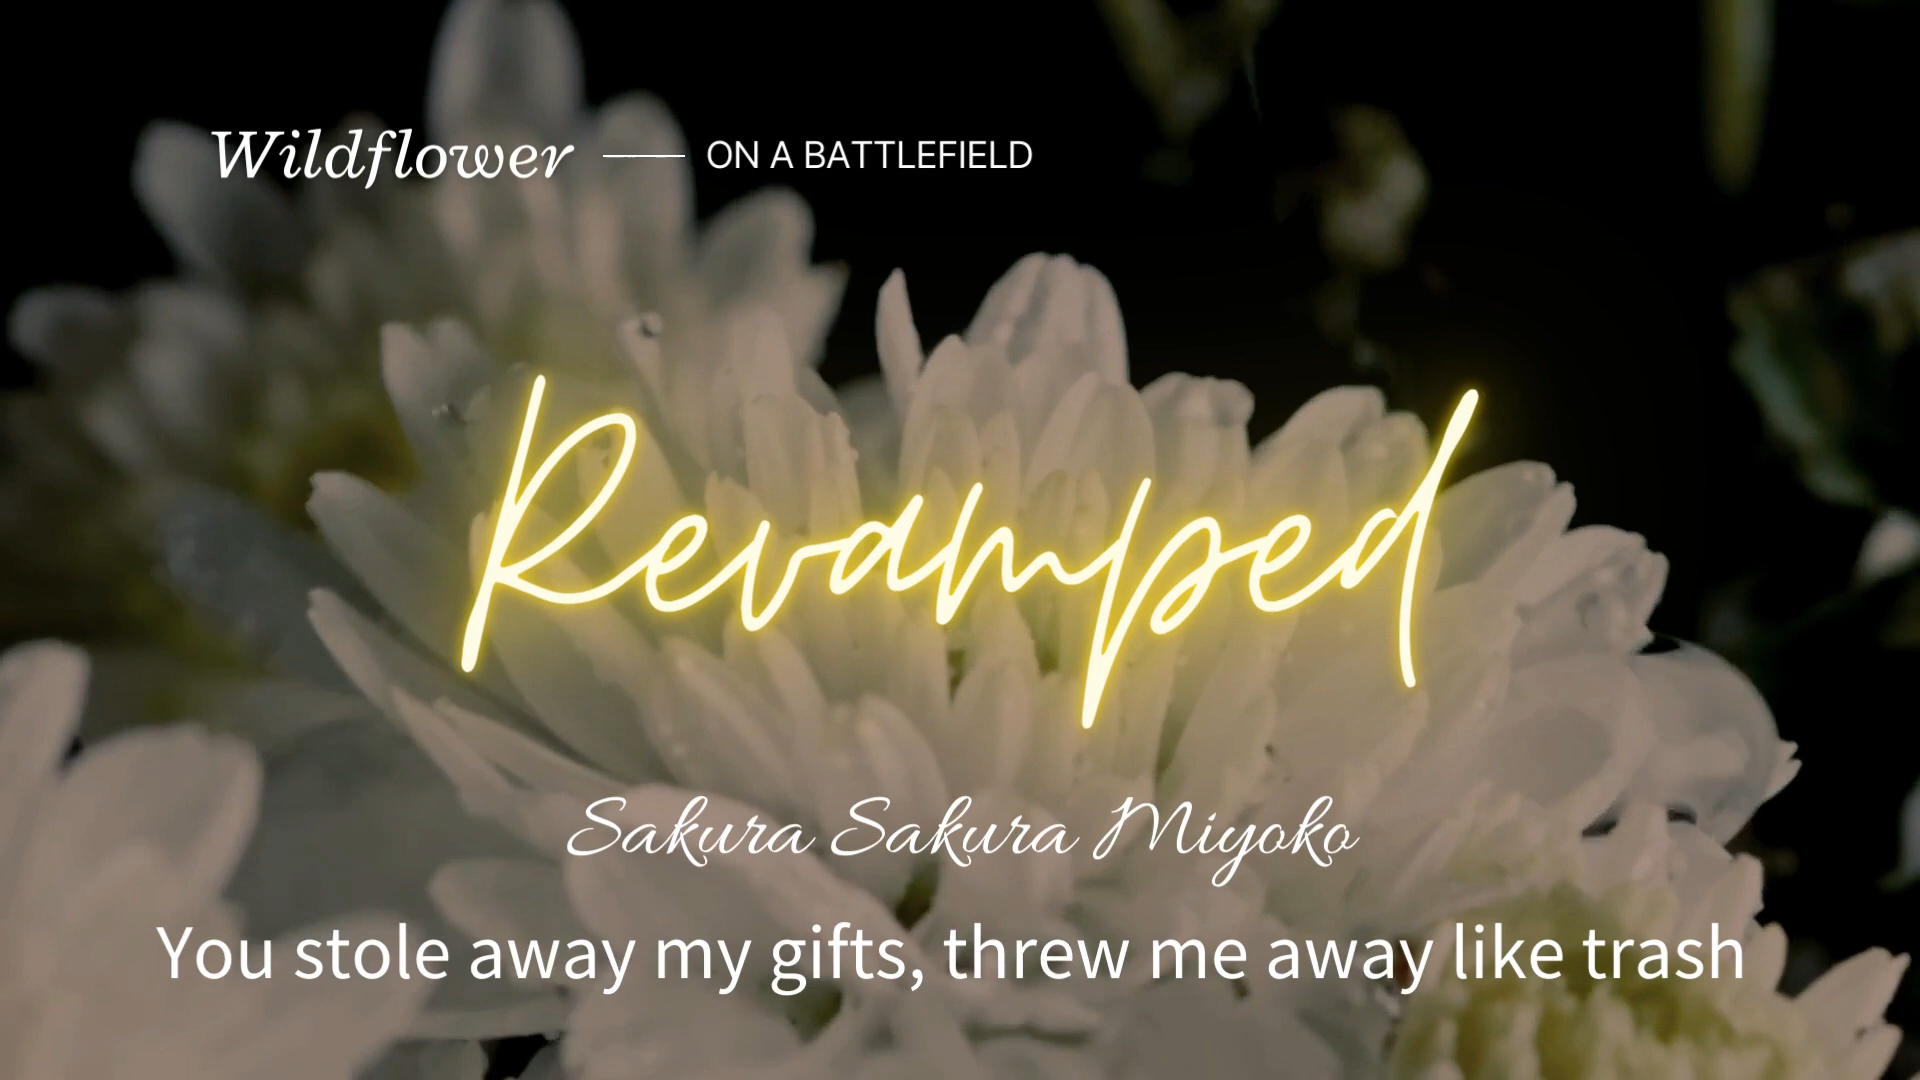 Wildflower — ON A BATTLEFIELD
Revamped
Sakura Sakura Miyoko
You stole away my gifts, threw me away like trash